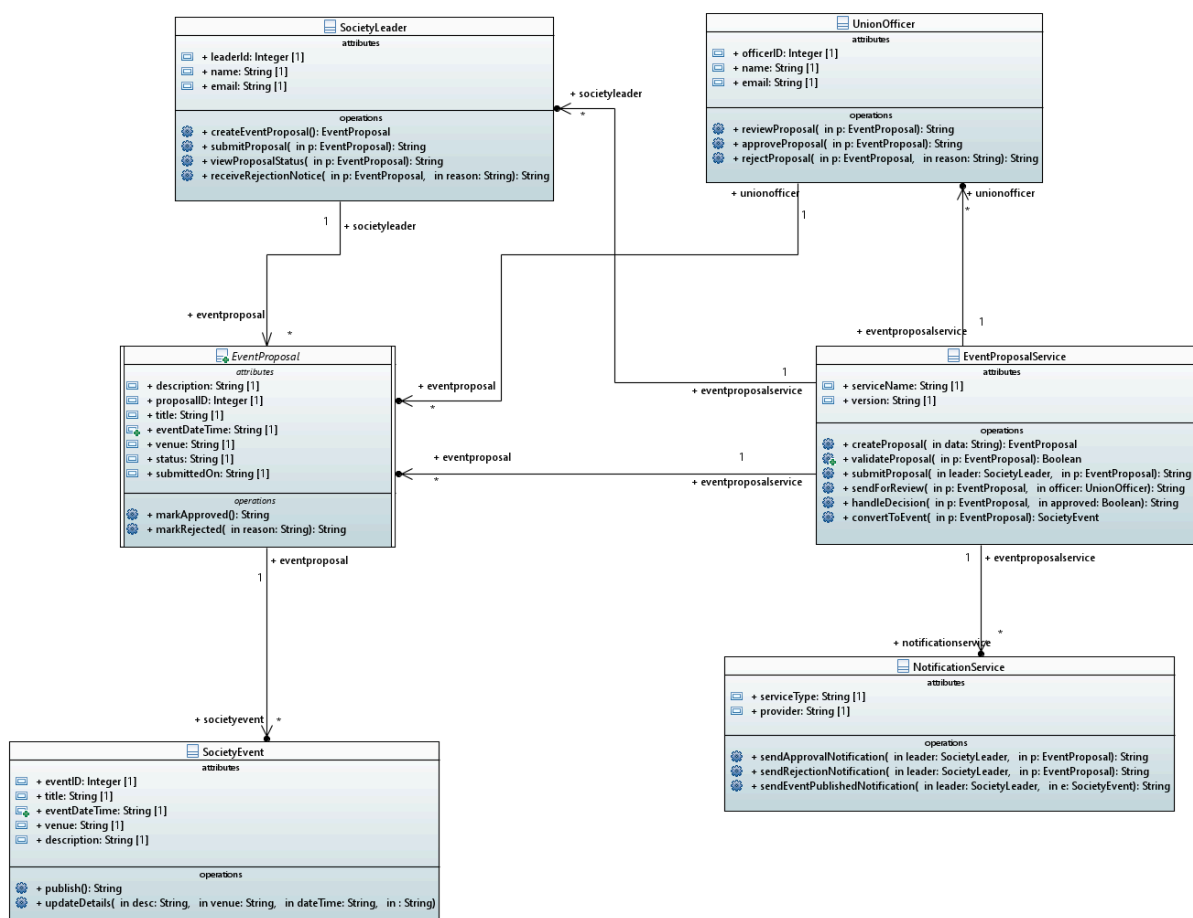 SocietyLeader
attributes
+ leaderId: Integer [1]
+ name: String [1]
+ email: String [1]
operations
+ createEventProposal(): EventProposal
+ submitProposal( in p: EventProposal): String
+ viewProposalStatus( in p: EventProposal): String
+ receiveRejectionNotice( in p: EventProposal, in reason: String): String
UnionOfficer
attributes
+ officerID: Integer [1]
+ name: String [1]
+ email: String [1]
operations
+ reviewProposal( in p: EventProposal): String
+ approveProposal( in p: EventProposal): String
+ rejectProposal( in p: EventProposal, in reason: String): String
+ societyleader
*
1
+ societyleader
+ unionofficer
1
+ unionofficer
*
+ eventproposal
*
+ eventproposalservice
1
EventProposal
attributes
+ description: String [1]
+ proposalID: Integer [1]
+ title: String [1]
+ eventDateTime: String [1]
+ venue: String [1]
+ status: String [1]
+ submittedOn: String [1]
operations
+ markApproved(): String
+ markRejected( in reason: String): String
+ eventproposal
*
1
+ eventproposalservice
+ eventproposal
*
1
+ eventproposalservice
EventProposalService
attributes
+ serviceName: String [1]
+ version: String [1]
operations
+ createProposal( in data: String): EventProposal
+ validateProposal( in p: EventProposal): Boolean
+ submitProposal( in leader: SocietyLeader, in p: EventProposal): String
+ sendForReview( in p: EventProposal, in officer: UnionOfficer): String
+ handleDecision( in p: EventProposal, in approved: Boolean): String
+ convertToEvent( in p: EventProposal): SocietyEvent
+ eventproposal
1
1
+ eventproposalservice
+ notificationservice
*
NotificationService
attributes
+ serviceType: String [1]
+ provider: String [1]
operations
+ sendApprovalNotification( in leader: SocietyLeader, in p: EventProposal): String
+ sendRejectionNotification( in leader: SocietyLeader, in p: EventProposal): String
+ sendEventPublishedNotification( in leader: SocietyLeader, in e: SocietyEvent): String
+ societyevent
*
SocietyEvent
attributes
+ eventID: Integer [1]
+ title: String [1]
+ eventDateTime: String [1]
+ venue: String [1]
+ description: String [1]
operations
+ publish(): String
+ updateDetails( in desc: String, in venue: String, in dateTime: String, in : String)